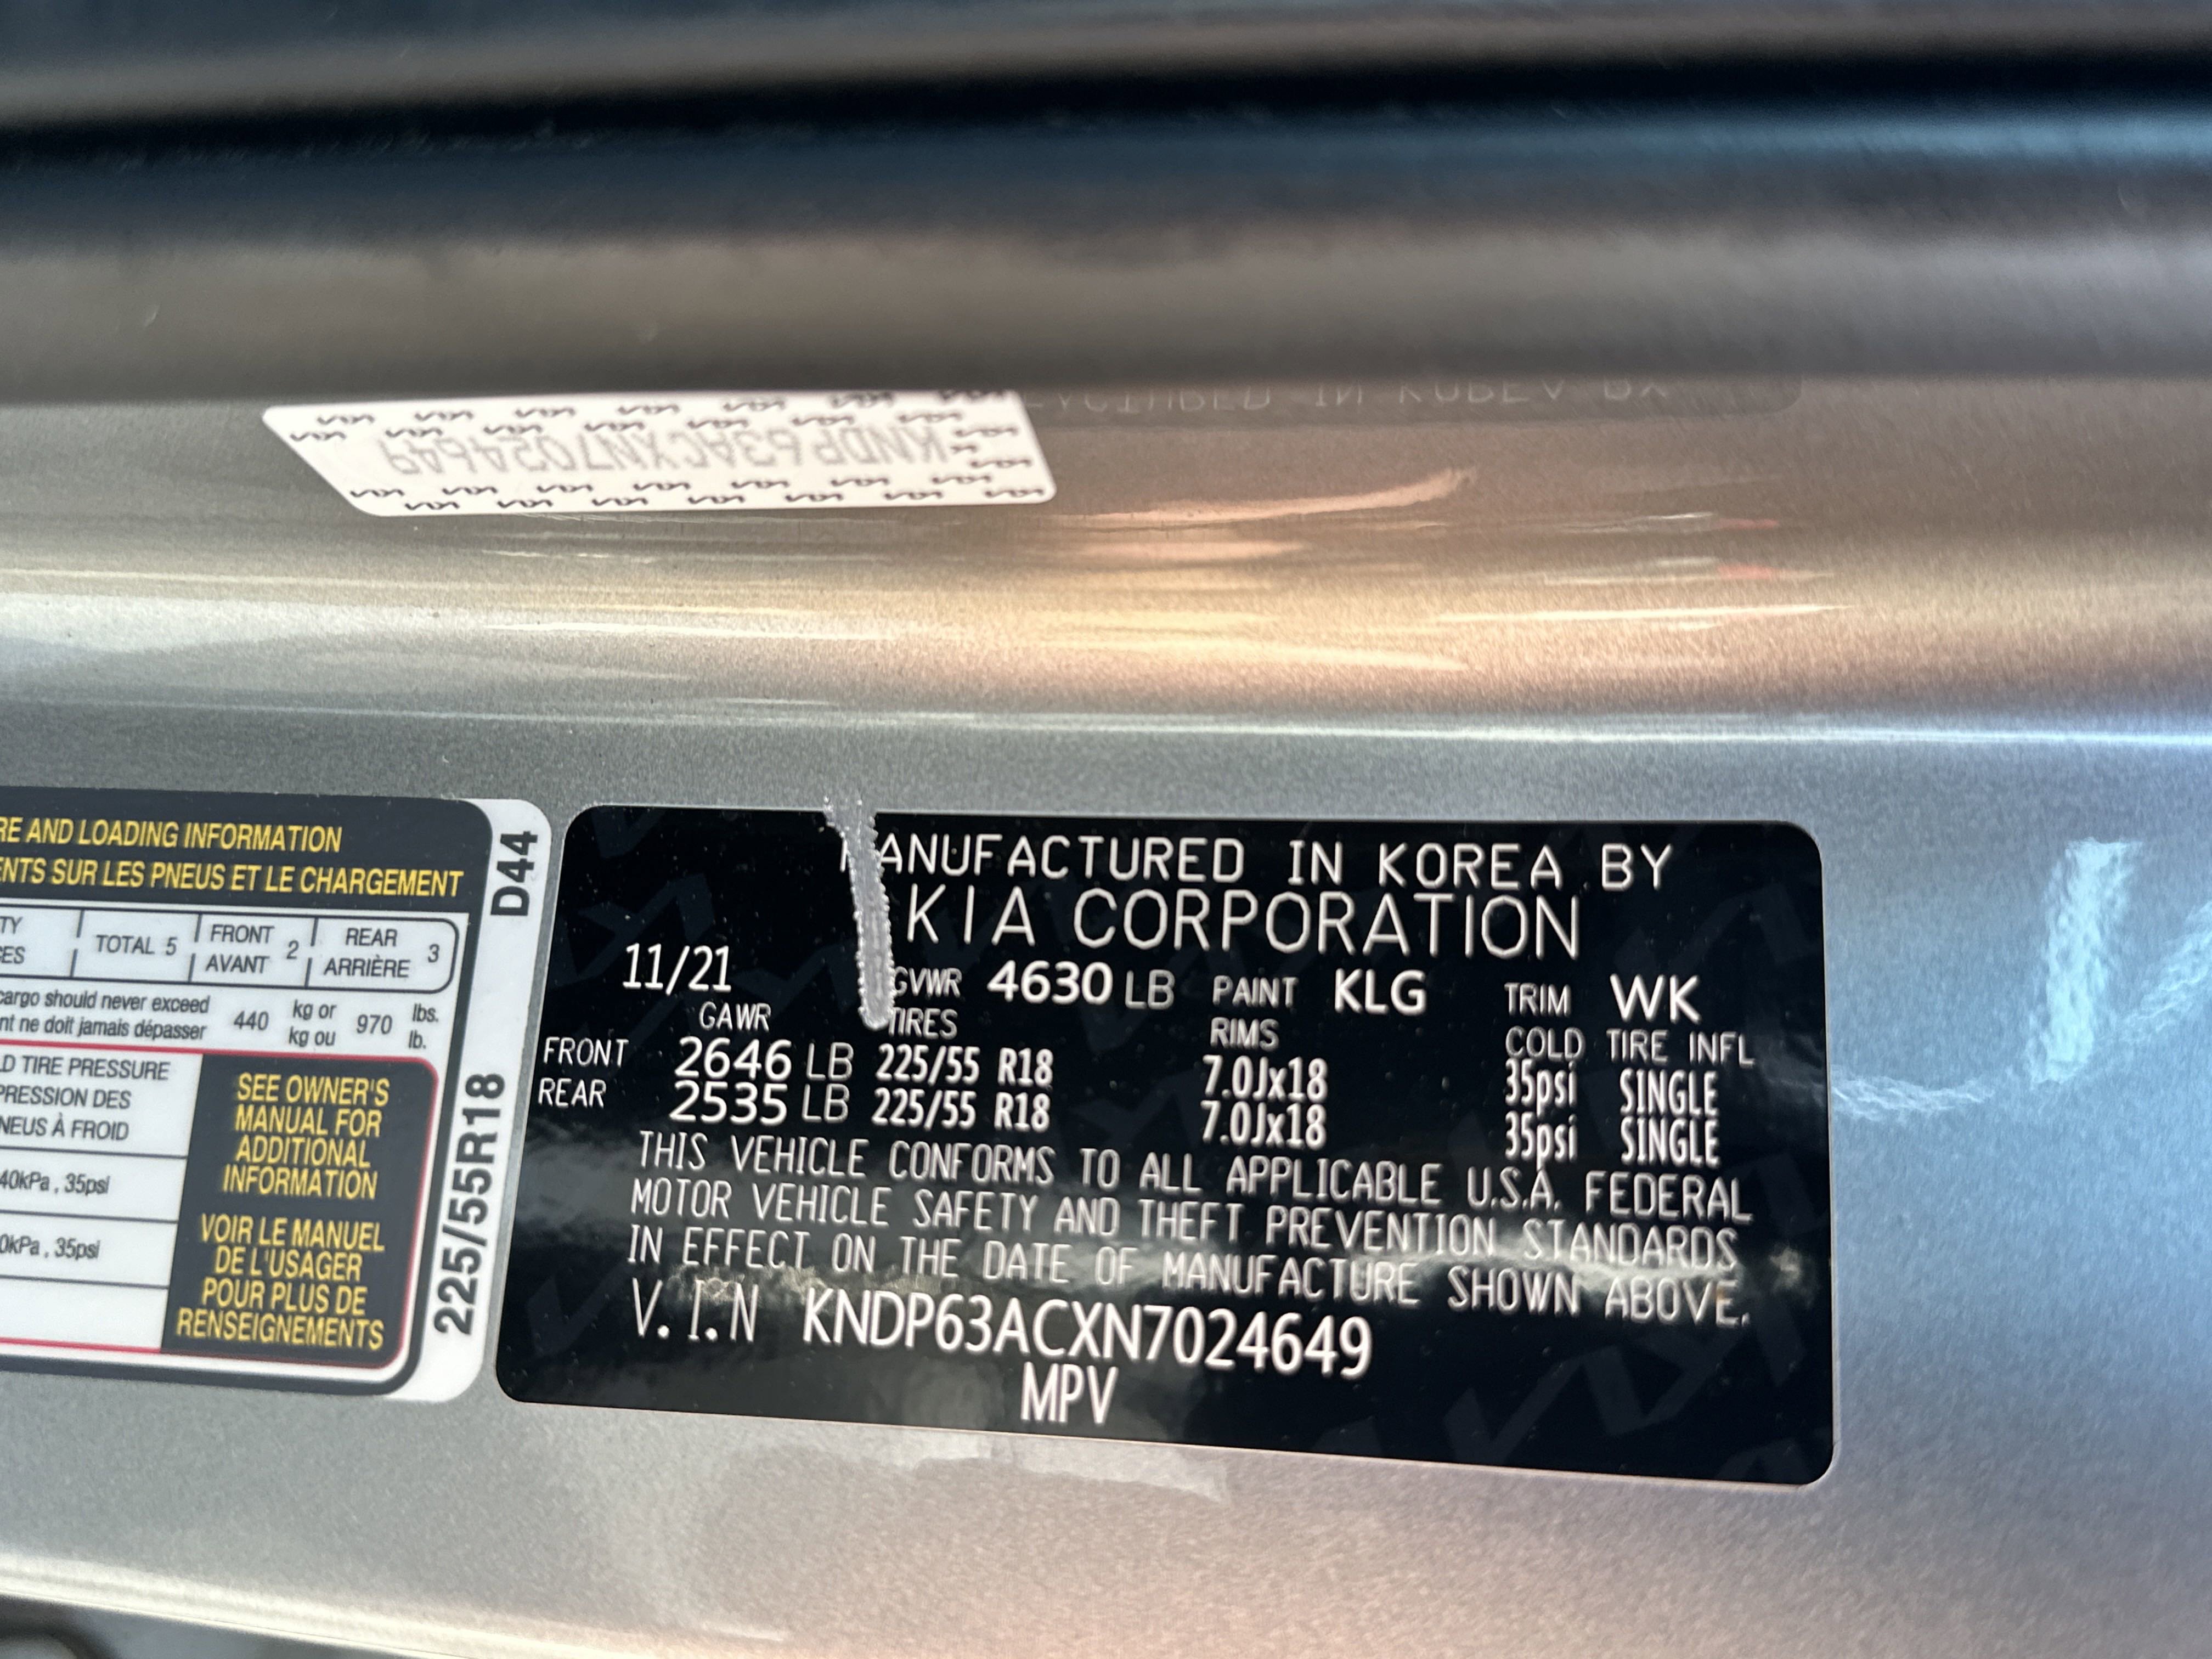 KNDP63ACXN7024649
RE AND LOADING INFORMATION
ENTS SUR LES PNEUS ET LE CHARGEMENT
TY
CES
TOTAL 5
FRONT
AVANT
2
REAR
ARRIÈRE
3
cargo should never exceed
nt ne doit jamais dépasser
440
kg or
kg ou
970
lbs.
lb.
D TIRE PRESSURE
PRESSION DES
NEUS À FROID
40kPa, 35psi
0kPa, 35psi
SEE OWNER'S
MANUAL FOR
ADDITIONAL
INFORMATION
VOIR LE MANUEL
DE L'USAGER
POUR PLUS DE
RENSEIGNEMENTS
D44
225/55R18
MANUFACTURED IN KOREA BY
KIA CORPORATION
11/21 GVWR 4630 LB PAINT KLG TRIM WK
GAWR TIRES RIMS COLD TIRE INFL
FRONT 2646 LB 225/55 R18 7.0Jx18 35psi SINGLE
REAR 2535 LB 225/55 R18 7.0Jx18 35psi SINGLE
THIS VEHICLE CONFORMS TO ALL APPLICABLE U.S.A. FEDERAL
MOTOR VEHICLE SAFETY AND THEFT PREVENTION STANDARDS
IN EFFECT ON THE DATE OF MANUFACTURE SHOWN ABOVE.
V.I.N KNDP63ACXN7024649
MPV